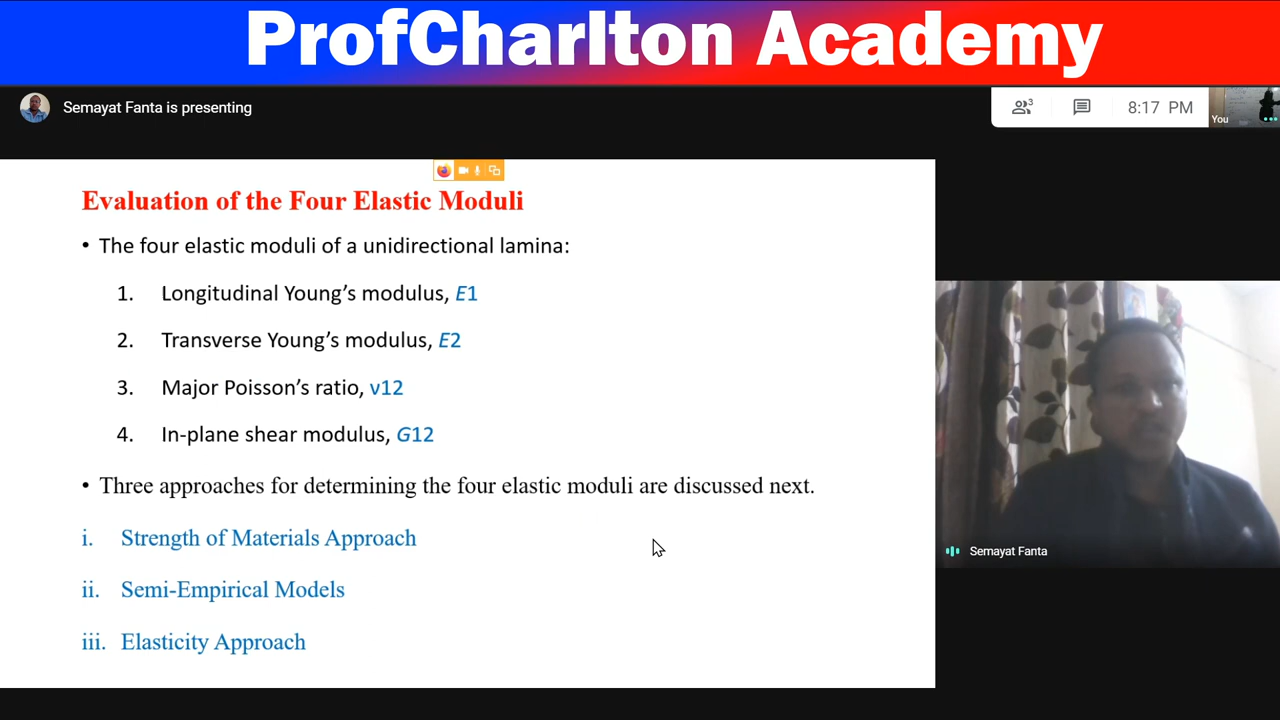 ProfCharlton Academy
Semayat Fanta is presenting
3
8:17 PM
You
Evaluation of the Four Elastic Moduli
• The four elastic moduli of a unidirectional lamina:
1. Longitudinal Young's modulus, E1
2. Transverse Young's modulus, E2
3. Major Poisson's ratio, ν12
4. In-plane shear modulus, G12
• Three approaches for determining the four elastic moduli are discussed next.
i. Strength of Materials Approach
ii. Semi-Empirical Models
iii. Elasticity Approach
Semayat Fanta